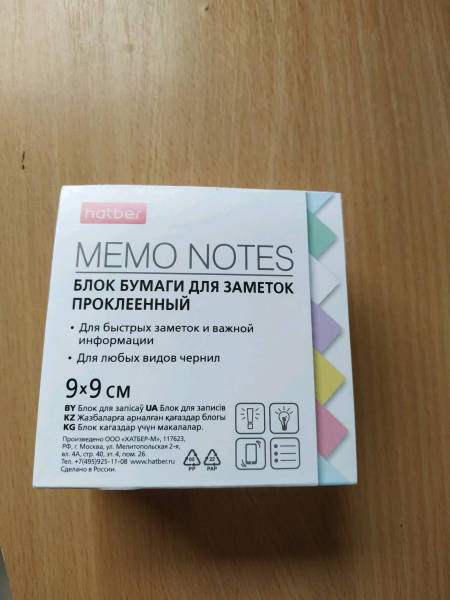 hatber
MEMO NOTES
БЛОК БУМАГИ ДЛЯ ЗАМЕТОК
ПРОКЛЕЕННЫЙ
• Для быстрых заметок и важной
информации
• Для любых видов чернил
9×9 см
BY Блок для запісаў UA Блок для записів
KZ Жазбаларға арналған қағаздар блогы
KG Блок кагаздар үчүн макалалар.
Произведено ООО «ХАТБЕР-М», 117623,
РФ, г. Москва, ул. Мелитопольская 2-я,
вл. 4А, стр. 40, эт. 4, пом. 26.
Тел. +7(495)925-11-08 www.hatber.ru
Сделано в России.
PP
22
PAP